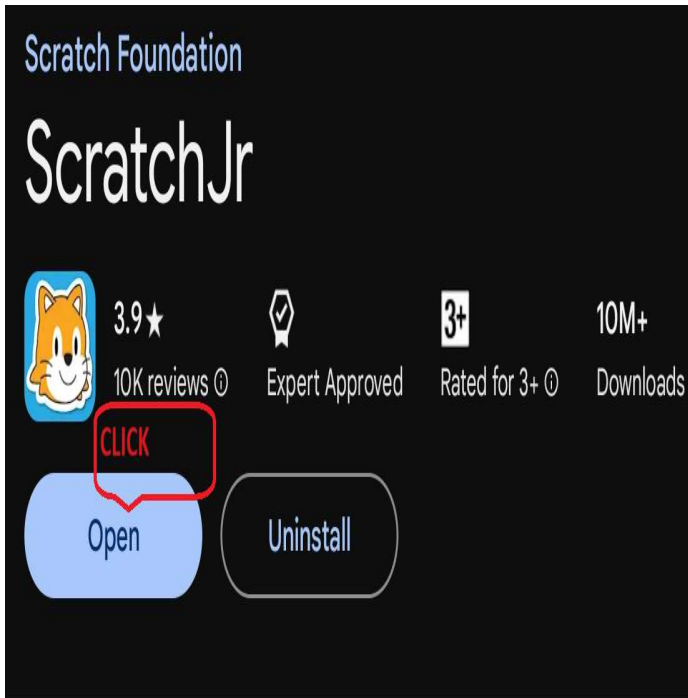 Scratch Foundation
ScratchJr
3.9★ 3+ 10M+
10K reviews Expert Approved Rated for 3+ Downloads
CLICK
Open Uninstall